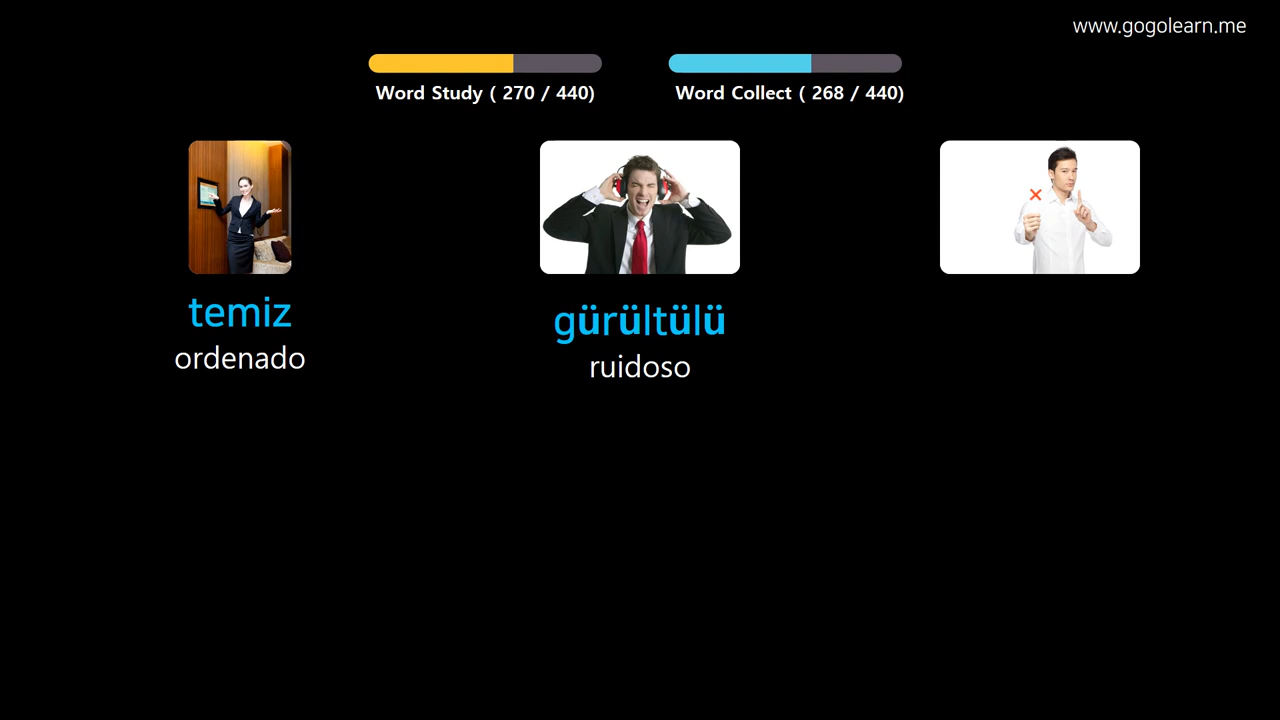 www.gogolearn.me
Word Study ( 270 / 440)
Word Collect ( 268 / 440)
temiz
ordenado
gürültülü
ruidoso